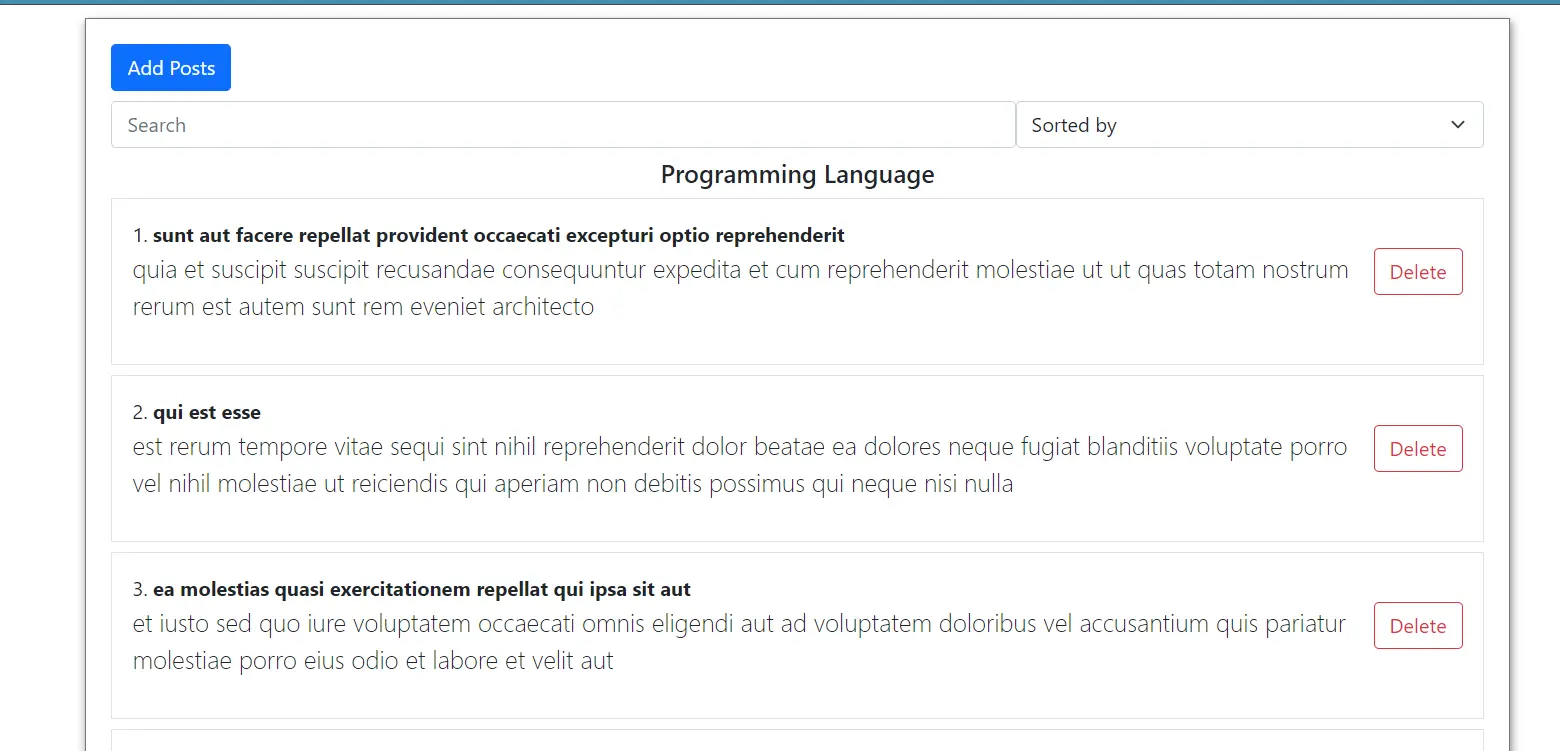 Add Posts
Search
Sorted by
Programming Language
1. sunt aut facere repellat provident occaecati excepturi optio reprehenderit
quia et suscipit suscipit recusandae consequuntur expedita et cum reprehenderit molestiae ut ut quas totam nostrum
rerum est autem sunt rem eveniet architecto
Delete
2. qui est esse
est rerum tempore vitae sequi sint nihil reprehenderit dolor beatae ea dolores neque fugiat blanditiis voluptate porro
vel nihil molestiae ut reiciendis qui aperiam non debitis possimus qui neque nisi nulla
Delete
3. ea molestias quasi exercitationem repellat qui ipsa sit aut
et iusto sed quo iure voluptatem occaecati omnis eligendi aut ad voluptatem doloribus vel accusantium quis pariatur
molestiae porro eius odio et labore et velit aut
Delete